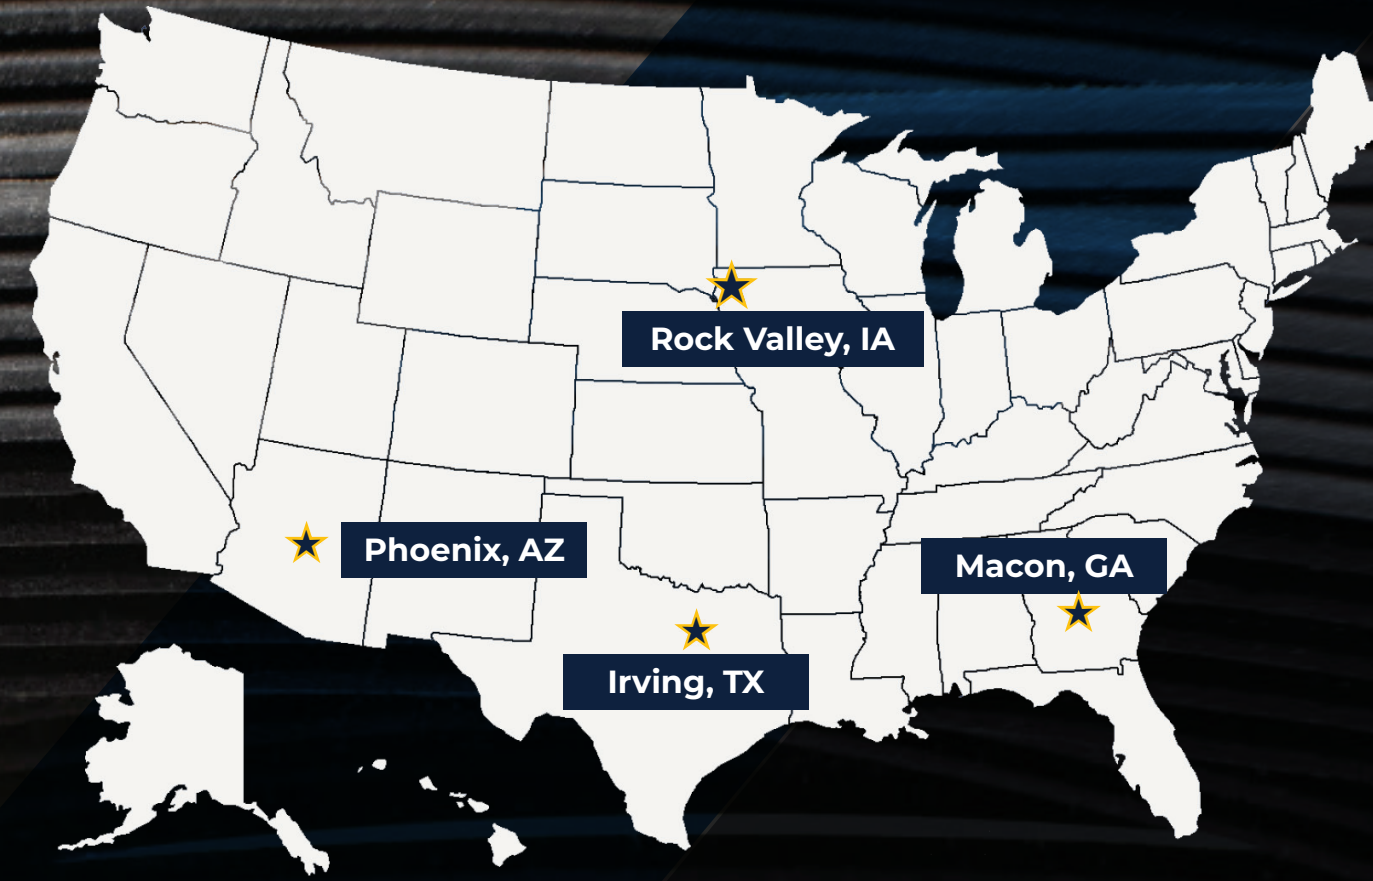 Rock Valley, IA
Phoenix, AZ
Macon, GA
Irving, TX